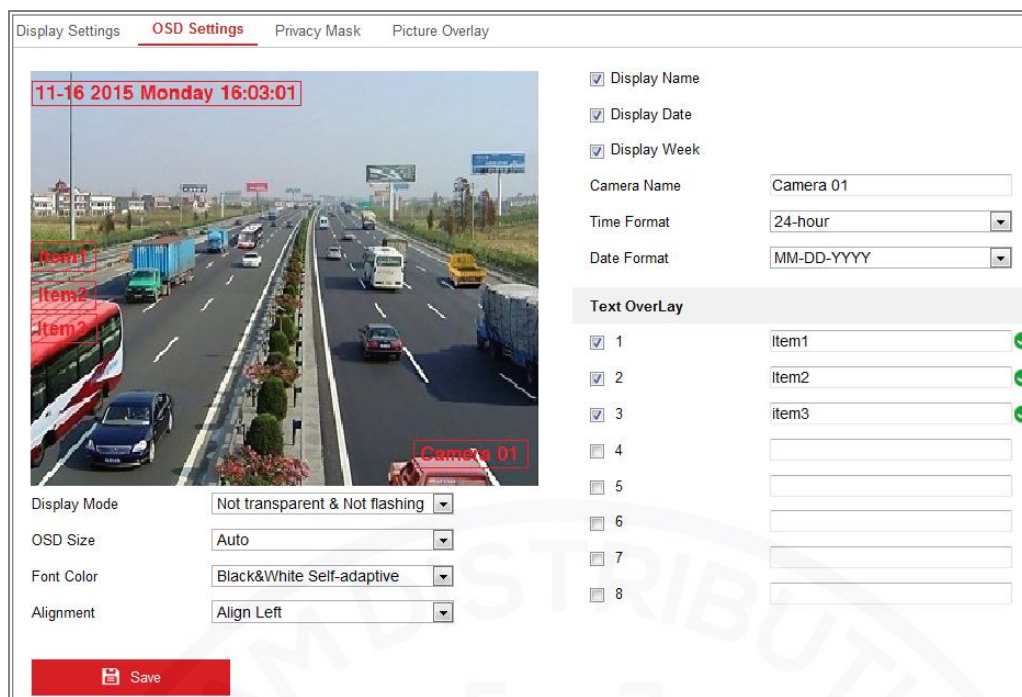 Display Settings OSD Settings Privacy Mask Picture Overlay
11-16 2015 Monday 16:03:01
Item1
Item2
Item3
Camera 01
Display Mode Not transparent & Not flashing
OSD Size Auto
Font Color Black&White Self-adaptive
Alignment Align Left
Save
Display Name
Display Date
Display Week
Camera Name Camera 01
Time Format 24-hour
Date Format MM-DD-YYYY
Text OverLay
1 Item1
2 Item2
3 item3
4
5
6
7
8
AM DISTRIBUTI